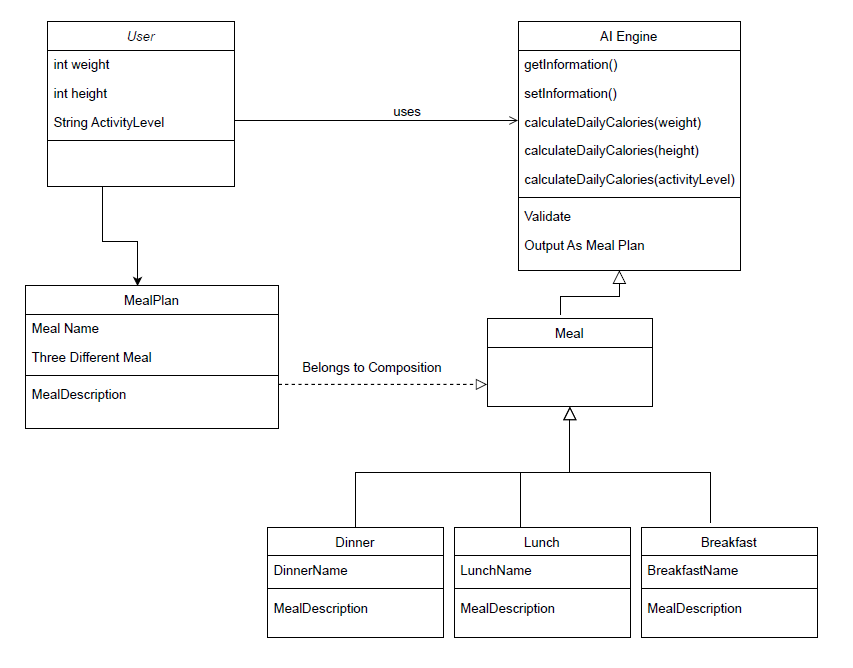 User
int weight
int height
String ActivityLevel
uses
AI Engine
getInformation()
setInformation()
calculateDailyCalories(weight)
calculateDailyCalories(height)
calculateDailyCalories(activityLevel)
Validate
Output As Meal Plan
MealPlan
Meal Name
Three Different Meal
MealDescription
Belongs to Composition
Meal
Dinner
DinnerName
MealDescription
Lunch
LunchName
MealDescription
Breakfast
BreakfastName
MealDescription